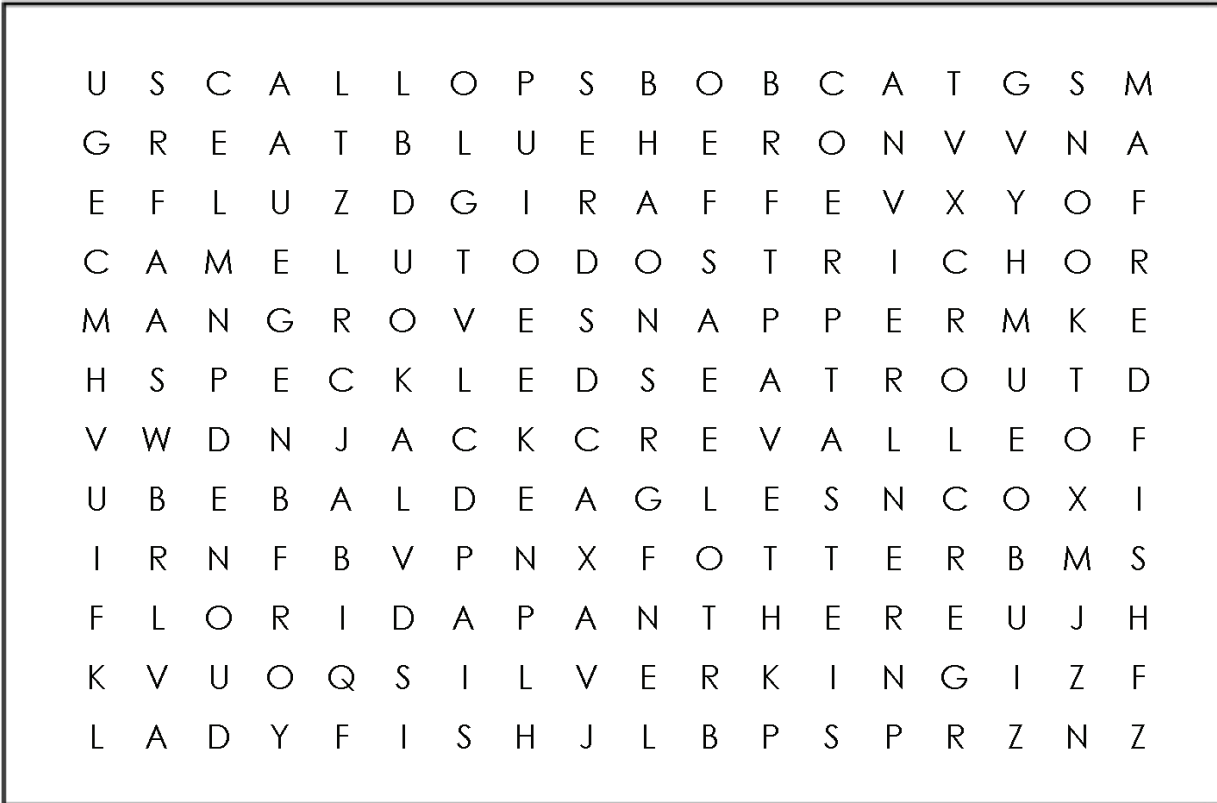 U S C A L L O P S B O B C A T G S M
G R E A T B L U E H E R O N V V N A
E F L U Z D G I R A F F E V X Y O F
C A M E L U T O D O S T R I C H O R
M A N G R O V E S N A P P E R M K E
H S P E C K L E D S E A T R O U T D
V W D N J A C K C R E V A L L E O F
U B E B A L D E A G L E S N C O X I
I R N F B V P N X F O T T E R B M S
F L O R I D A P A N T H E R E U J H
K V U O Q S I L V E R K I N G I Z F
L A D Y F I S H J L B P S P R Z N Z